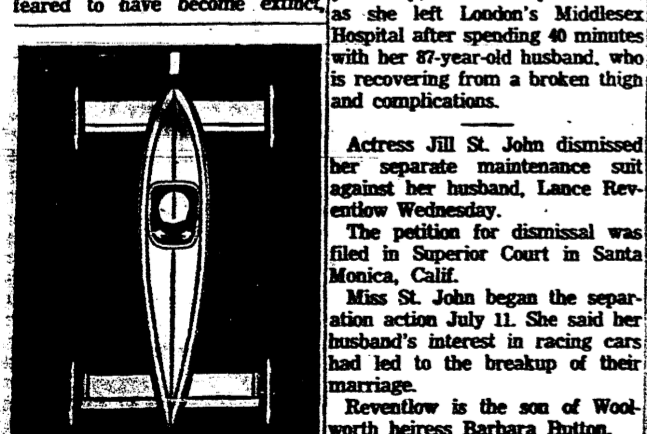 feared to have become extinct,
as she left London's Middlesex
Hospital after spending 40 minutes
with her 87-year-old husband, who
is recovering from a broken thigh
and complications.
Actress Jill St. John dismissed
her separate maintenance suit
against her husband, Lance Rev-
entlow Wednesday.
The petition for dismissal was
filed in Superior Court in Santa
Monica, Calif.
Miss St. John began the separ-
ation action July 11. She said her
husband's interest in racing cars
had led to the breakup of their
marriage.
Reventlow is the son of Wool-
worth heiress Barbara Hutton.